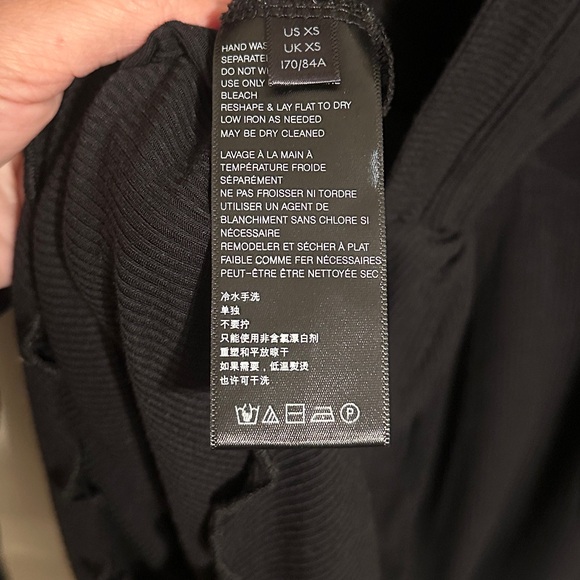 US XS
UK XS
170/84A
HAND WAS
SEPARATE
DO NOT W
USE ONLY
BLEACH
RESHAPE & LAY FLAT TO DRY
LOW IRON AS NEEDED
MAY BE DRY CLEANED
LAVAGE À LA MAIN À
TEMPÉRATURE FROIDE
SÉPARÉMENT
NE PAS FROISSER NI TORDRE
UTILISER UN AGENT DE
BLANCHIMENT SANS CHLORE SI
NÉCESSAIRE
REMODELER ET SÉCHER À PLAT
FAIBLE COMME FER NÉCESSAIRES
PEUT-ÊTRE ÊTRE NETTOYÉE SEC
冷水手洗
单独
不要拧
只能使用非含氯漂白剂
重塑和平放晾干
如果需要，低温熨烫
也许可干洗
P